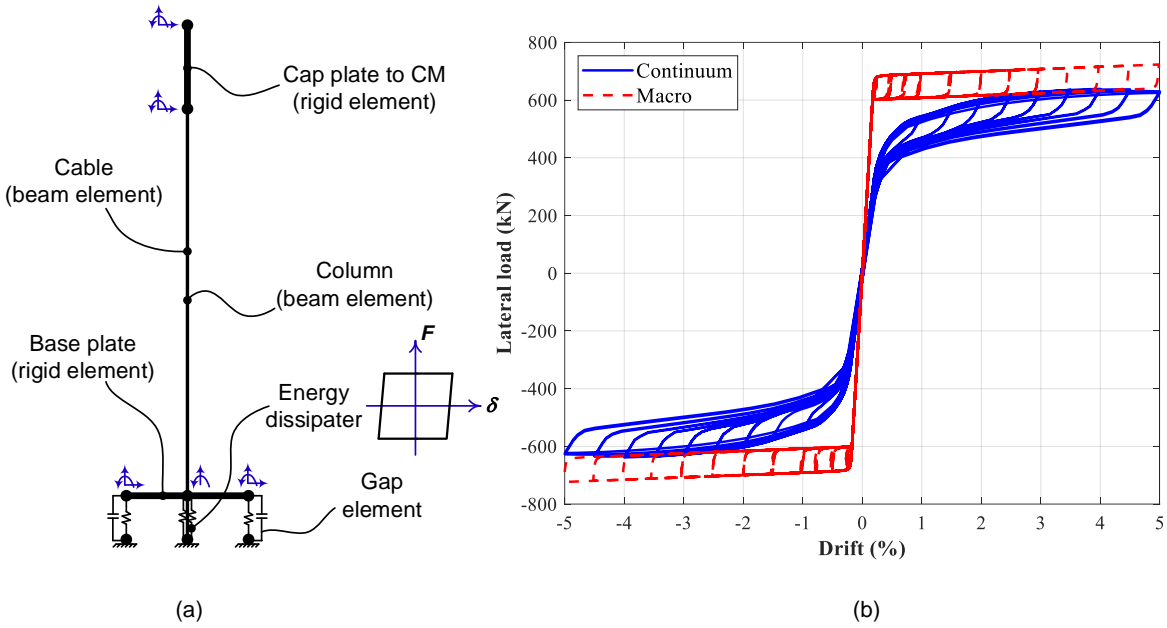 Cap plate to CM
(rigid element)
Cable
(beam element)
Column
(beam element)
Base plate
(rigid element)
Energy
dissipater
F
δ
Gap
element
(a)
Continuum
Macro
800
600
400
200
0
-200
-400
-600
-800
Lateral load (kN)
-5
-4
-3
-2
-1
0
1
2
3
4
5
Drift (%)
(b)